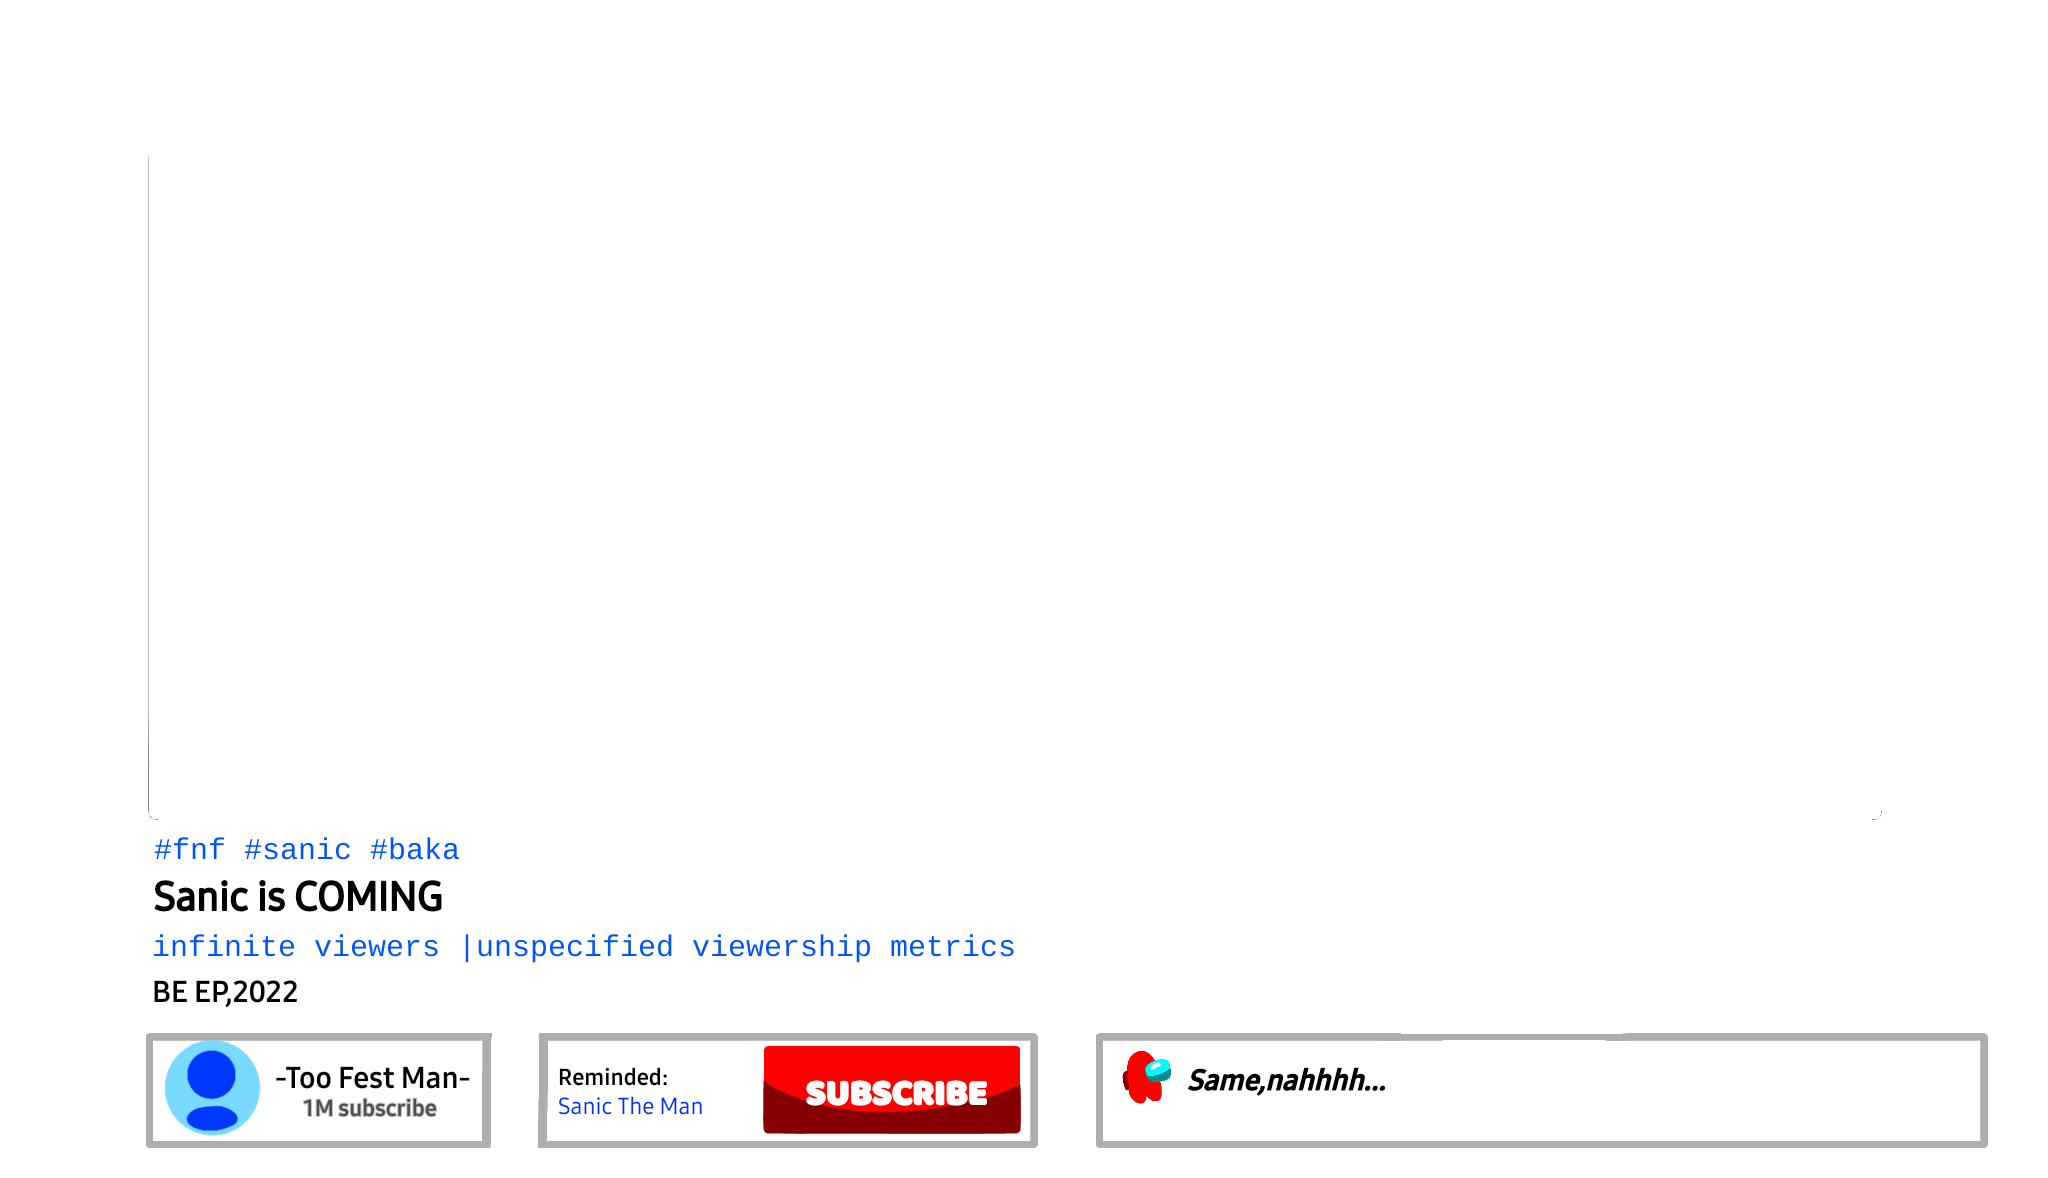 #fnf #sanic #baka
Sanic is COMING
infinite viewers |unspecified viewership metrics
BE EP,2022
-Too Fest Man-
1M subscribe
Reminded:
Sanic The Man
SUBSCRIBE
Same,nahhhh...